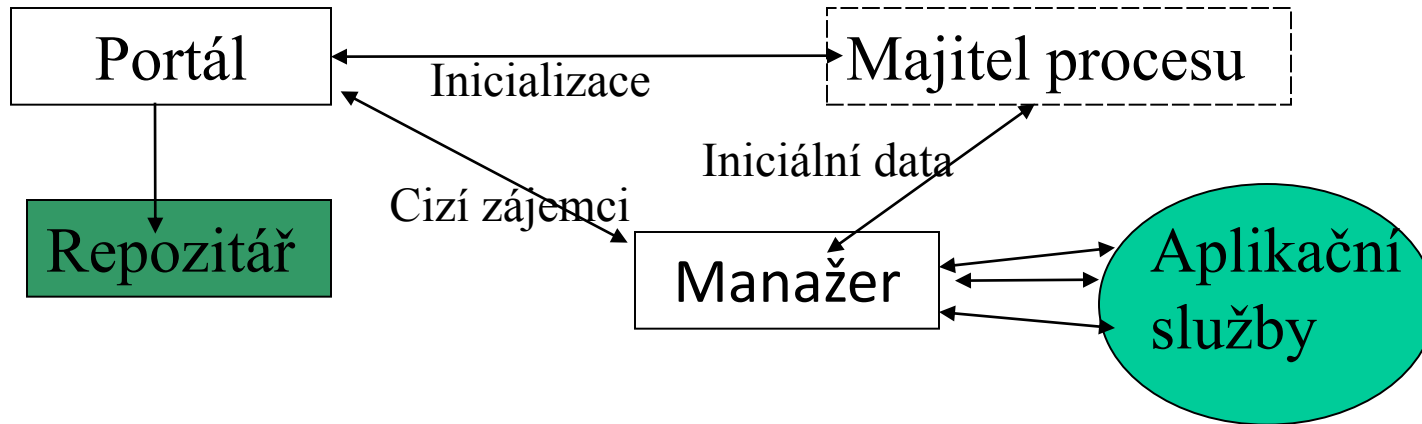 Portál
Majitel procesu
Inicializace
Iniciální data
Cizí zájemci
Repozitář
Manažer
Aplikační
služby